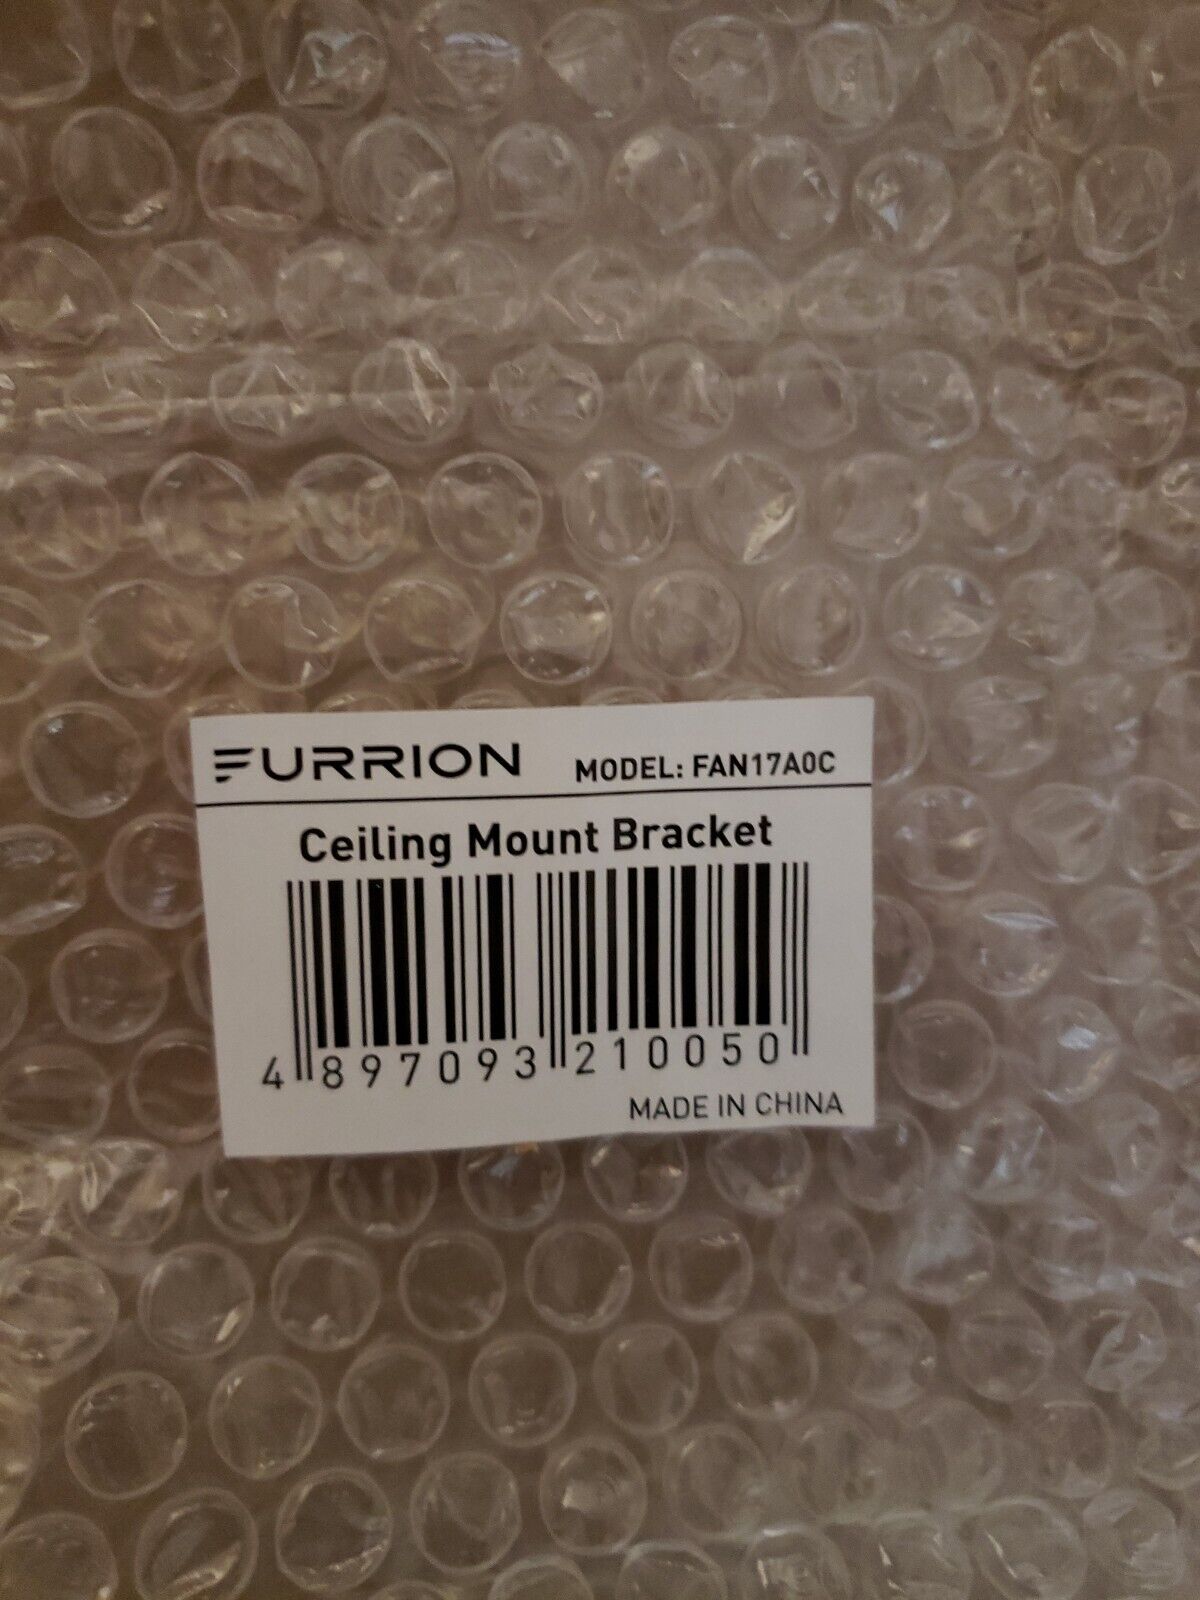 FURRION MODEL: FAN17A0C
Ceiling Mount Bracket
4 897093 210050
MADE IN CHINA